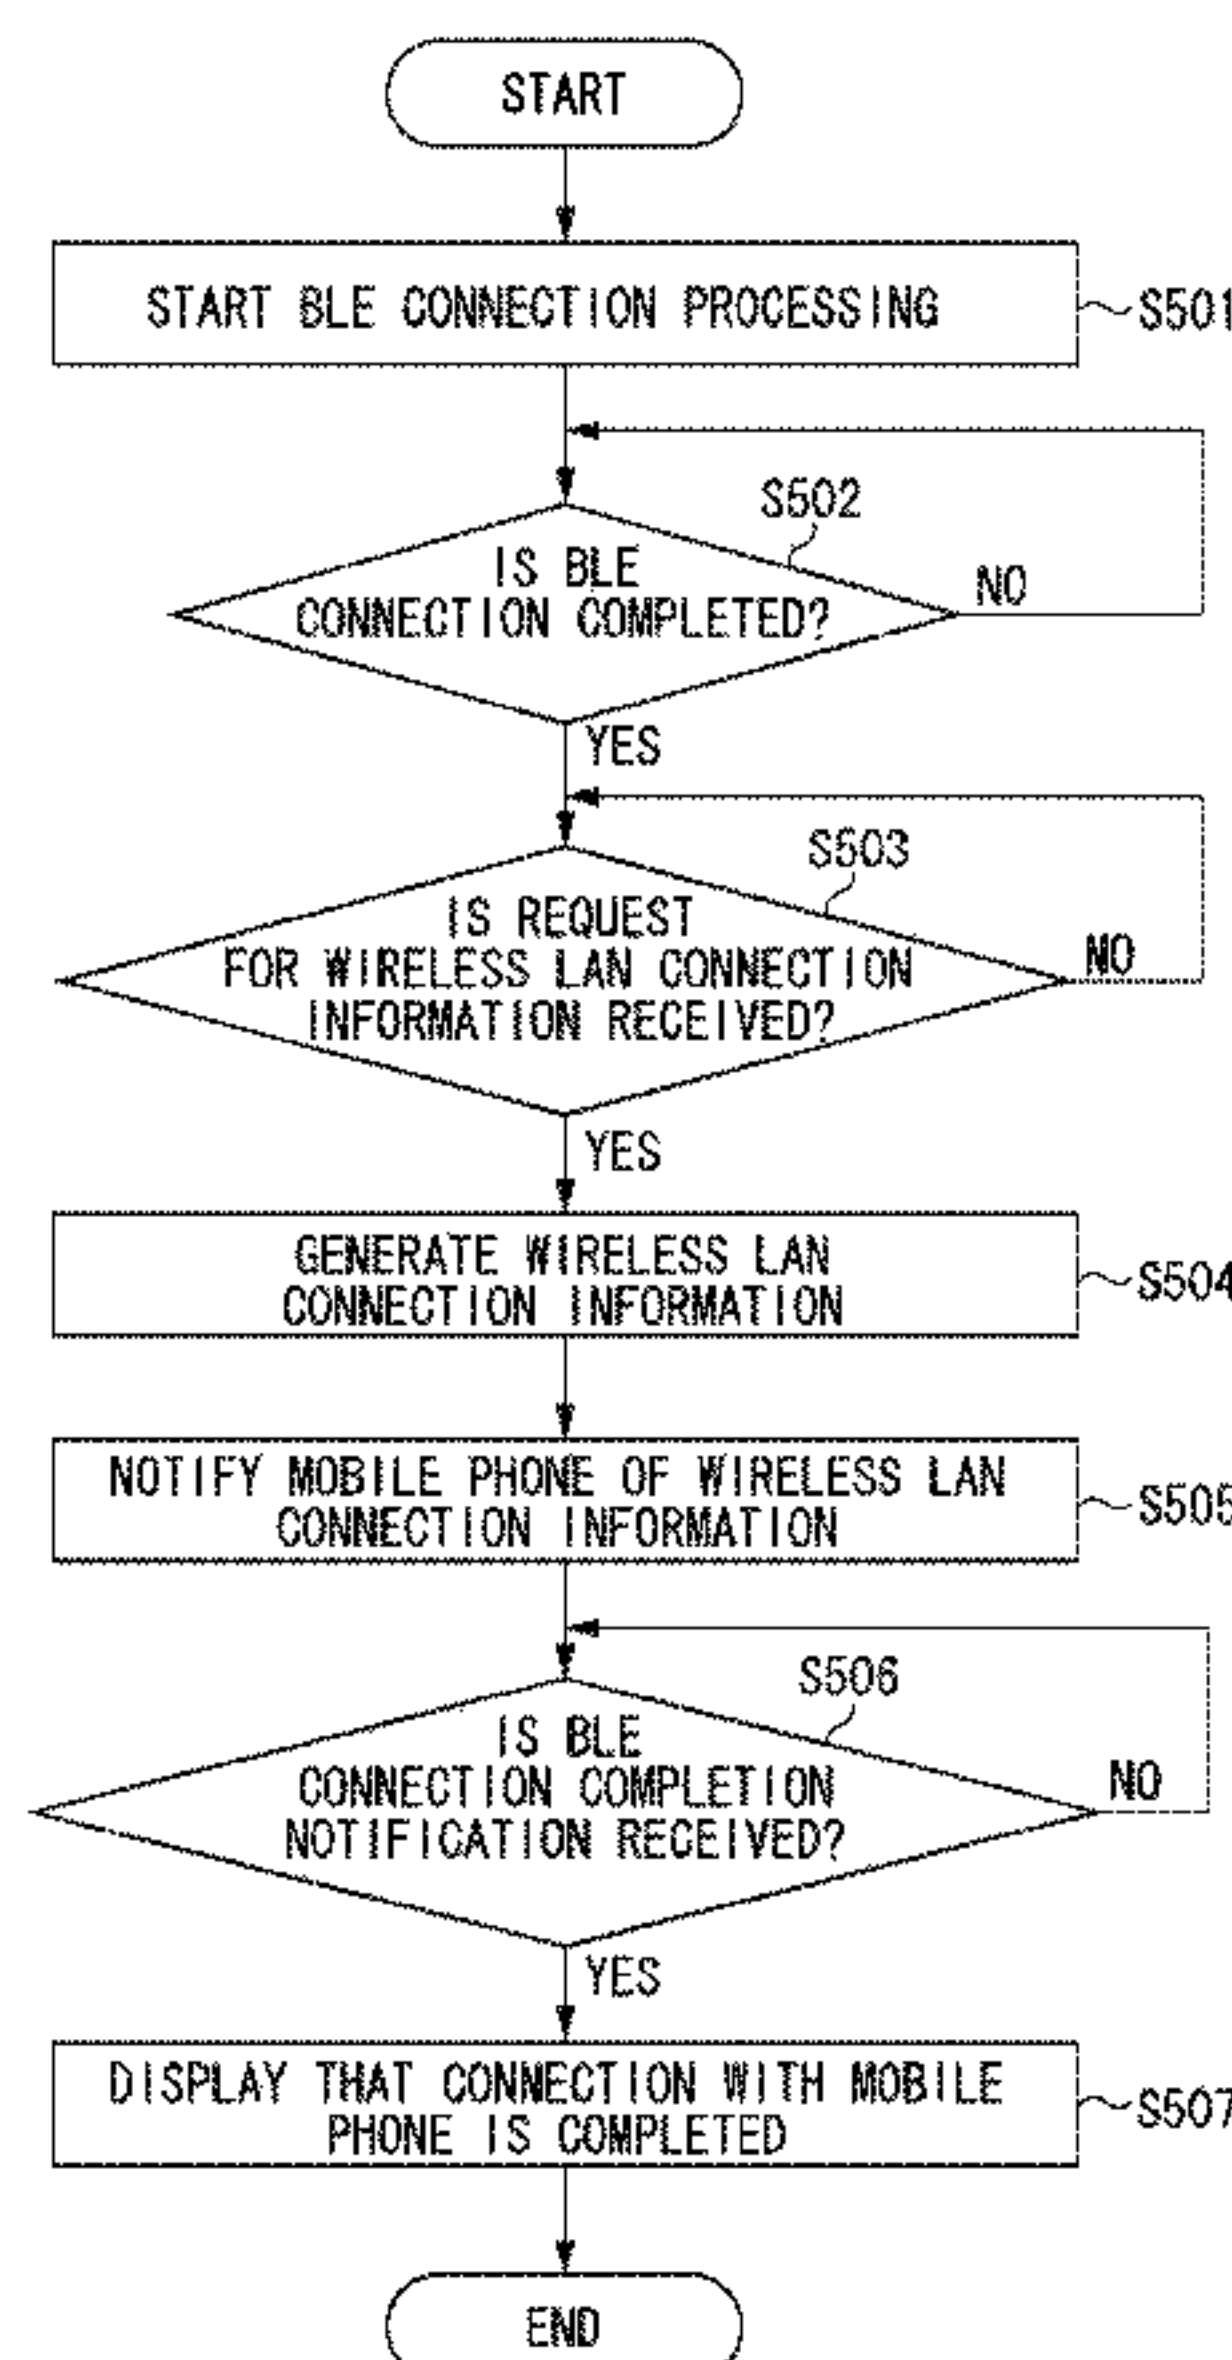 START
START BLE CONNECTION PROCESSING
S501
S502
IS BLE
CONNECTION COMPLETED?
NO
YES
S503
IS REQUEST
FOR WIRELESS LAN CONNECTION
INFORMATION RECEIVED?
NO
YES
GENERATE WIRELESS LAN
CONNECTION INFORMATION
S504
NOTIFY MOBILE PHONE OF WIRELESS LAN
CONNECTION INFORMATION
S505
S506
IS BLE
CONNECTION COMPLETION
NOTIFICATION RECEIVED?
NO
YES
DISPLAY THAT CONNECTION WITH MOBILE
PHONE IS COMPLETED
S507
END